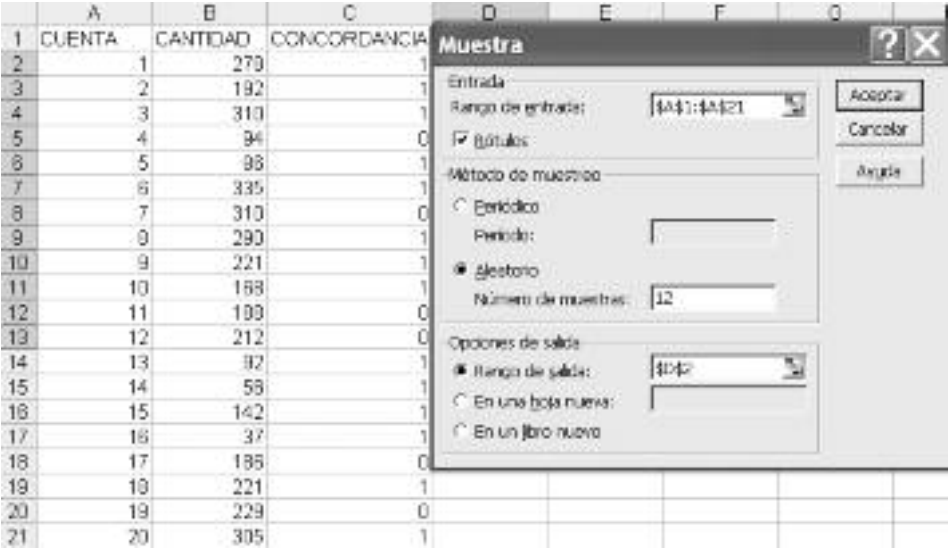 A B C D E F G
1 CUENTA CANTIDAD CONCORDANCIA
2 1 279 1
3 2 192 1
4 3 310 1
5 4 94 0
6 5 1
7 6 335 1
8 7 310 0
9 8 290 1
10 9 221 1
11 10 168 1
12 11 0
13 12 212 0
14 13 92 1
15 14 1
16 15 142 1
17 16 37 1
18 17 0
19 18 221 1
20 19 229 0
21 20 305 1
Muestra
Entrada
Rango de entrada: $A$1:$A$21
Rótulos
Método de muestreo
Periódico
Período:
Aleatorio
Número de muestras: 12
Opciones de salida
Rango de salida: $D$2
En una hoja nueva:
En un libro nuevo
Aceptar
Cancelar
Ayuda